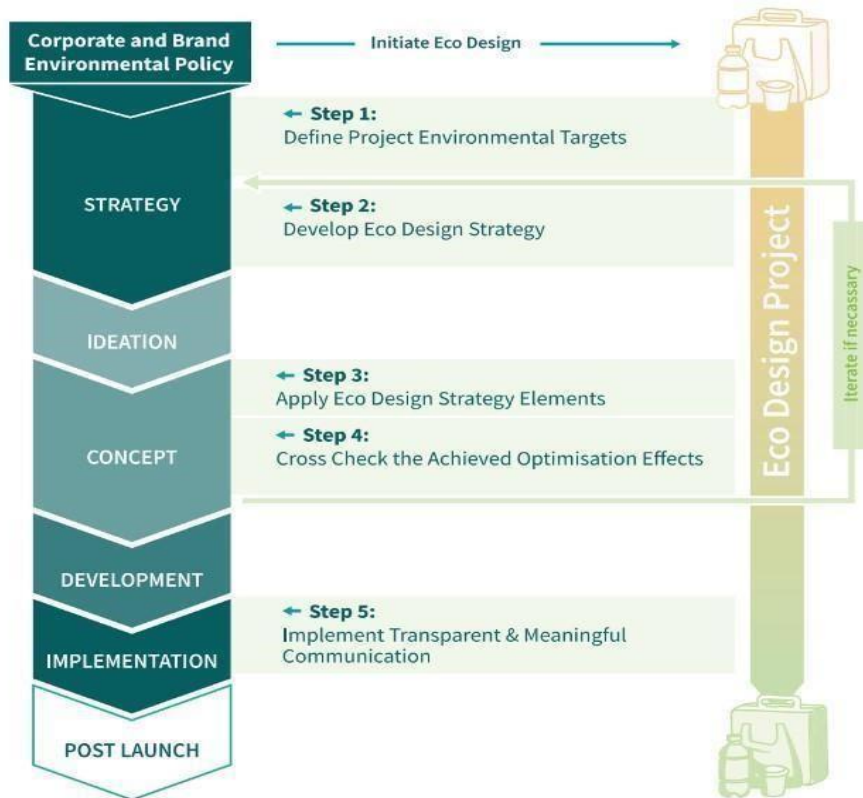 Corporate and Brand
Environmental Policy
Initiate Eco Design
Step 1:
Define Project Environmental Targets
STRATEGY
Step 2:
Develop Eco Design Strategy
IDEATION
Step 3:
Apply Eco Design Strategy Elements
CONCEPT
Step 4:
Cross Check the Achieved Optimisation Effects
DEVELOPMENT
Step 5:
Implement Transparent & Meaningful
Communication
IMPLEMENTATION
POST LAUNCH
Eco Design Project
Iterate if necassary